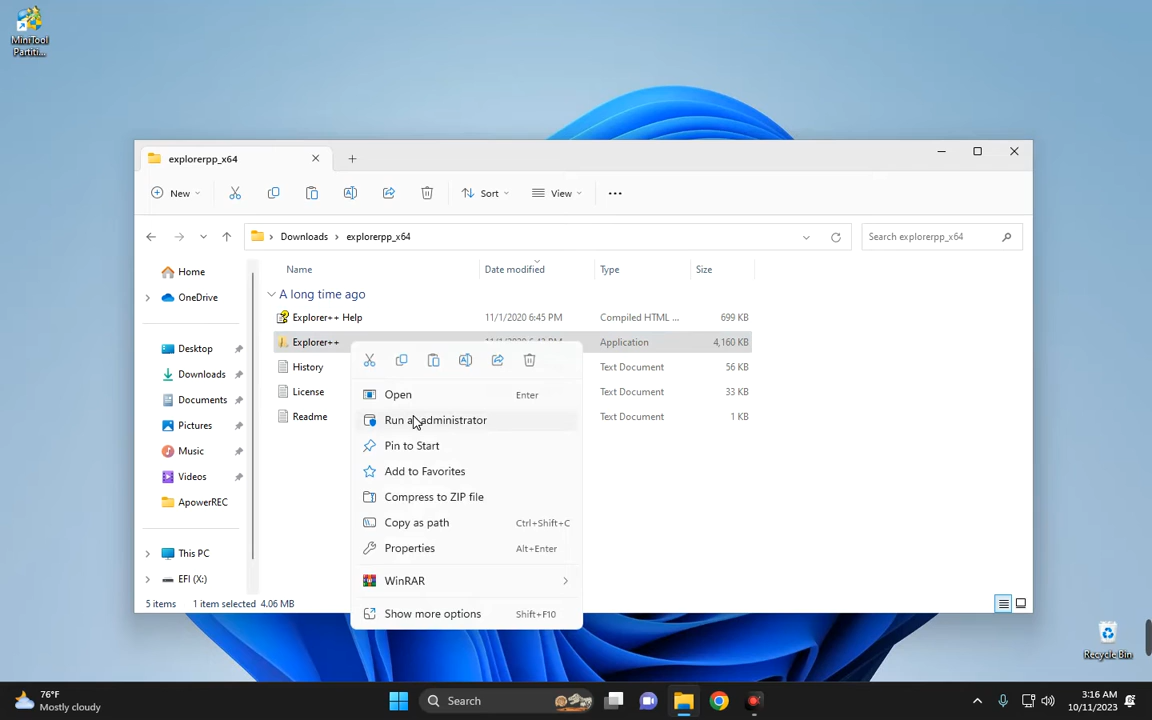 MiniTool
Partiti...
explorerpp_x64
New
Sort
View
Downloads
explorerpp_x64
Search explorerpp_x64
Home
OneDrive
Desktop
Downloads
Documents
Pictures
Music
Videos
ApowerREC
This PC
EFI (X:)
Name
Date modified
Type
Size
A long time ago
Explorer++ Help
11/1/2020 6:45 PM
Compiled HTML ...
699 KB
Explorer++
Application
4,160 KB
History
Text Document
56 KB
License
Text Document
33 KB
Readme
Text Document
1 KB
Open
Enter
Run as administrator
Pin to Start
Add to Favorites
Compress to ZIP file
Copy as path
Ctrl+Shift+C
Properties
Alt+Enter
WinRAR
Show more options
Shift+F10
5 items
1 item selected 4.06 MB
Recycle Bin
76°F
Mostly cloudy
Search
3:16 AM
10/11/2023